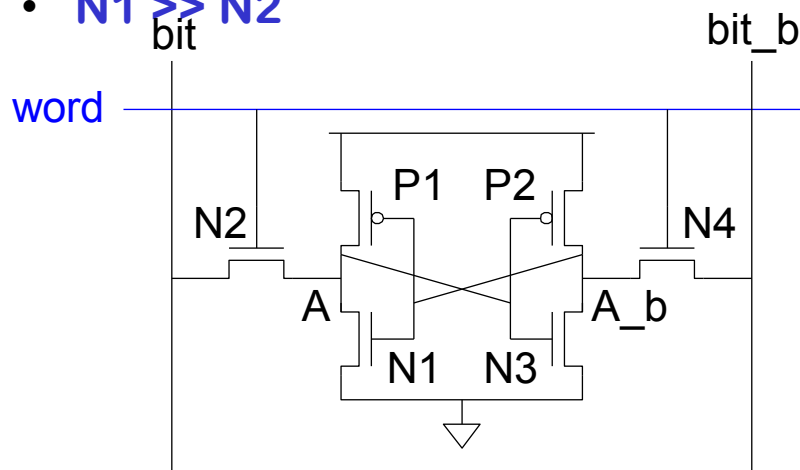 • N1 >> N2
bit bit_b
word
P1 P2
N2 N4
A A_b
N1 N3